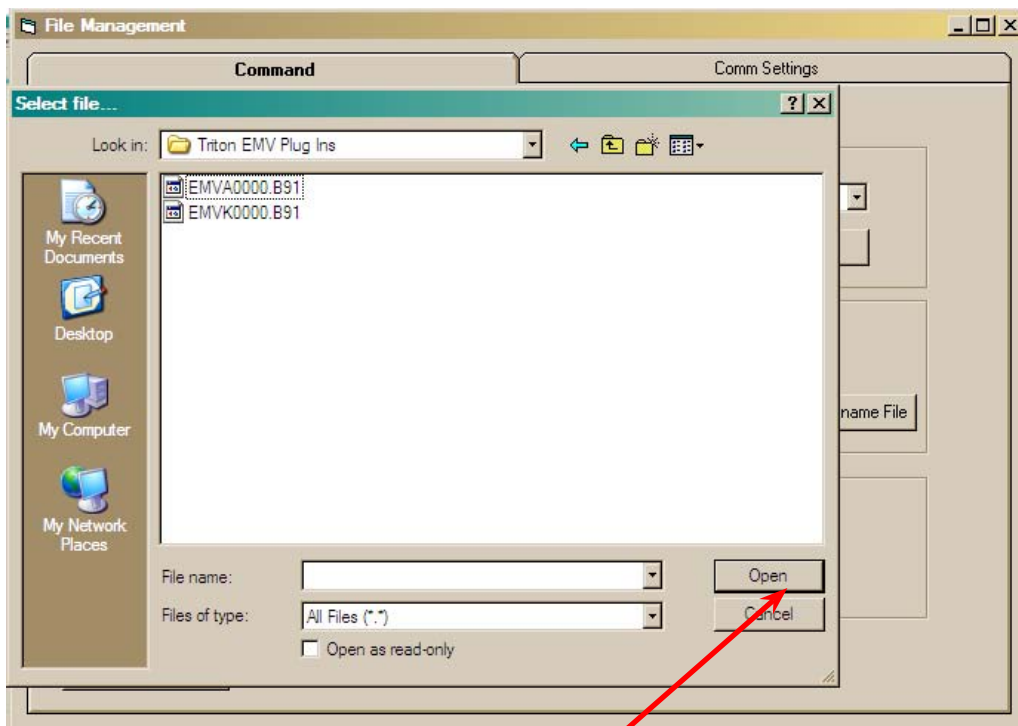 File Management
Command
Comm Settings
Select file...
Look in:
Triton EMV Plug Ins
EMVA0000.B91
EMVK0000.B91
My Recent
Documents
Desktop
My Computer
My Network
Places
name File
File name:
Open
Files of type:
All Files (*.*)
Cancel
Open as read-only